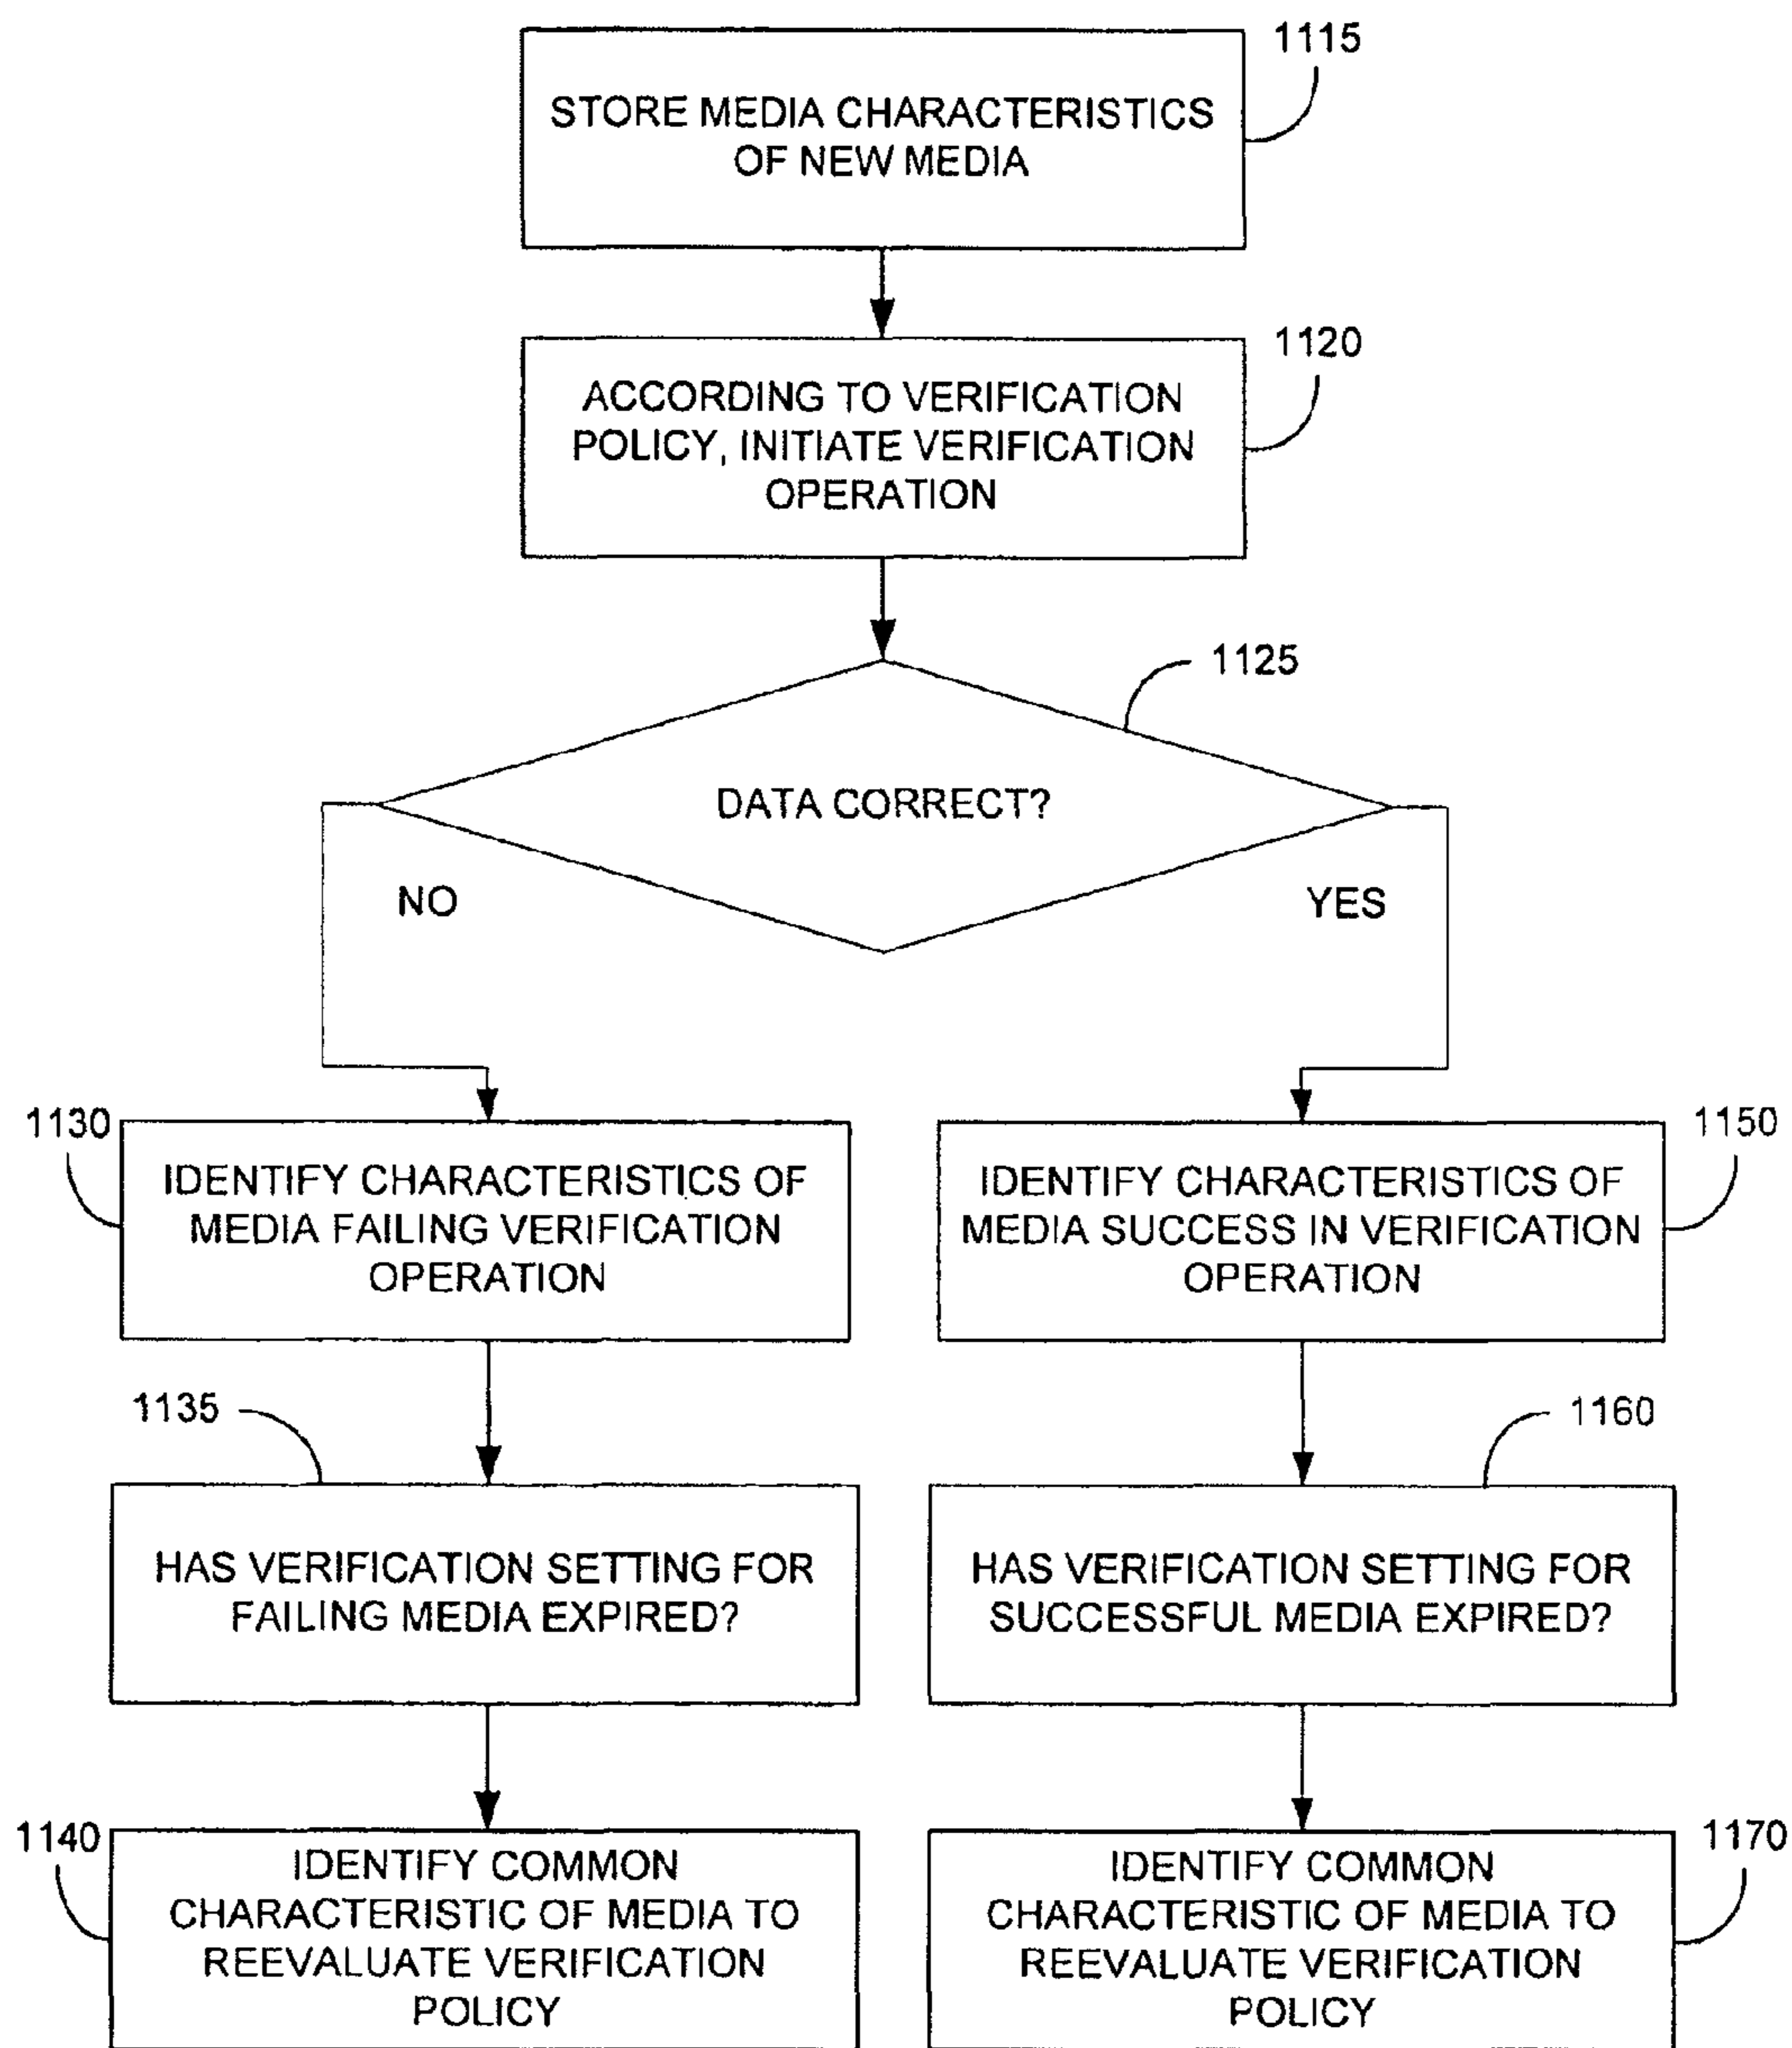 1115
STORE MEDIA CHARACTERISTICS
OF NEW MEDIA
1120
ACCORDING TO VERIFICATION
POLICY, INITIATE VERIFICATION
OPERATION
1125
DATA CORRECT?
NO
YES
1130
IDENTIFY CHARACTERISTICS OF
MEDIA FAILING VERIFICATION
OPERATION
1150
IDENTIFY CHARACTERISTICS OF
MEDIA SUCCESS IN VERIFICATION
OPERATION
1135
HAS VERIFICATION SETTING FOR
FAILING MEDIA EXPIRED?
1160
HAS VERIFICATION SETTING FOR
SUCCESSFUL MEDIA EXPIRED?
1140
IDENTIFY COMMON
CHARACTERISTIC OF MEDIA TO
REEVALUATE VERIFICATION
POLICY
1170
IDENTIFY COMMON
CHARACTERISTIC OF MEDIA TO
REEVALUATE VERIFICATION
POLICY